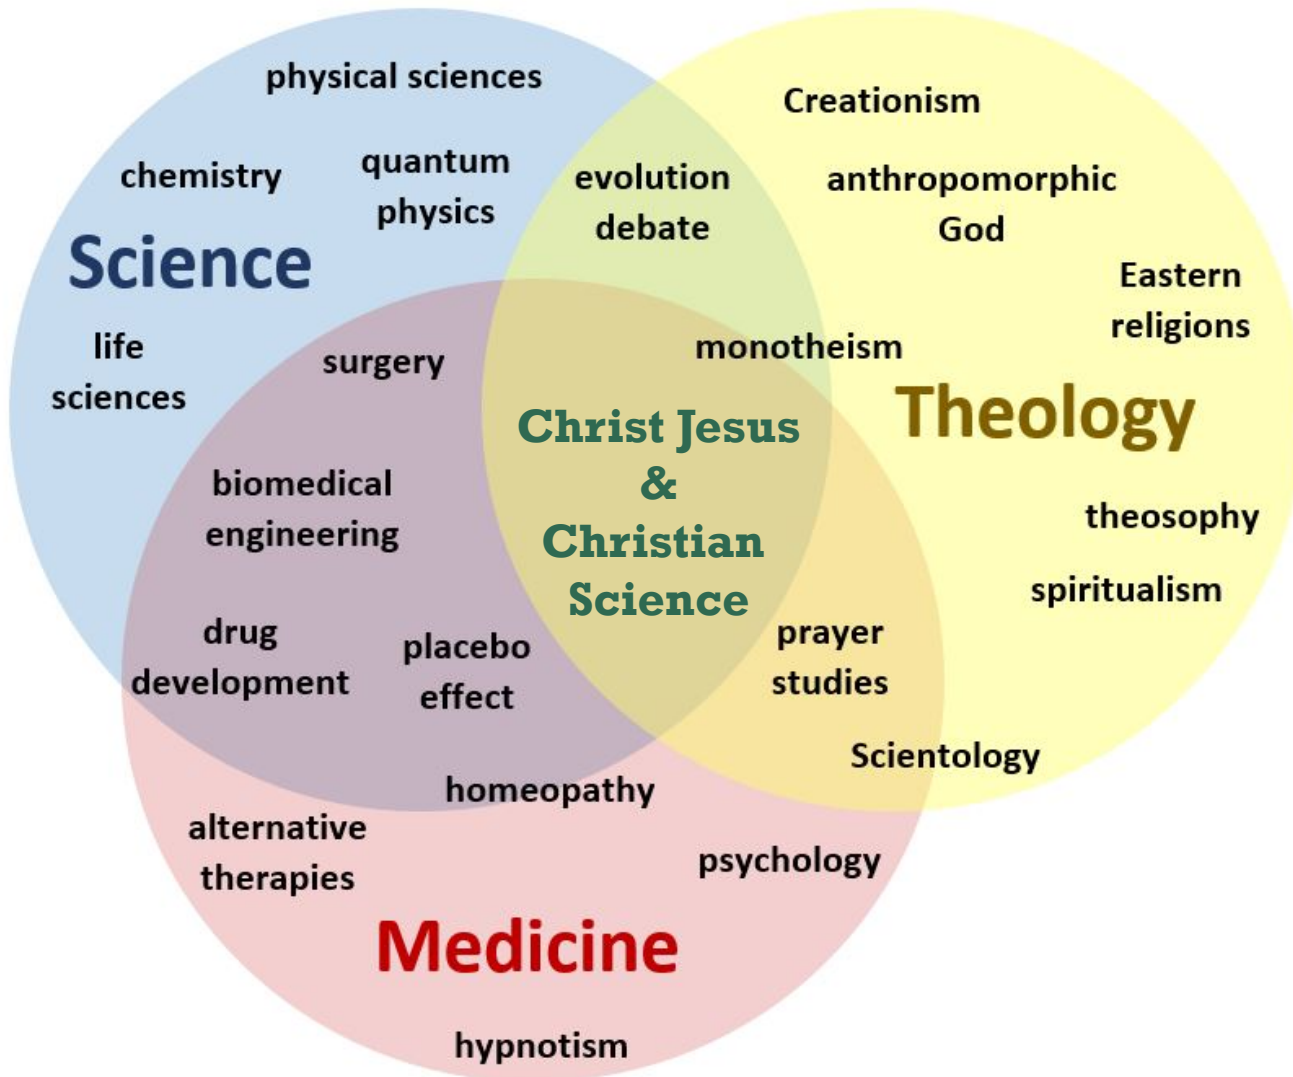 physical sciences
Creationism
chemistry
quantum
physics
evolution
debate
anthropomorphic
God
Science
Eastern
religions
life
sciences
surgery
monotheism
Theology
Christ Jesus
&
Christian
Science
biomedical
engineering
theosophy
spiritualism
drug
development
placebo
effect
prayer
studies
Scientology
homeopathy
alternative
therapies
psychology
Medicine
hypnotism